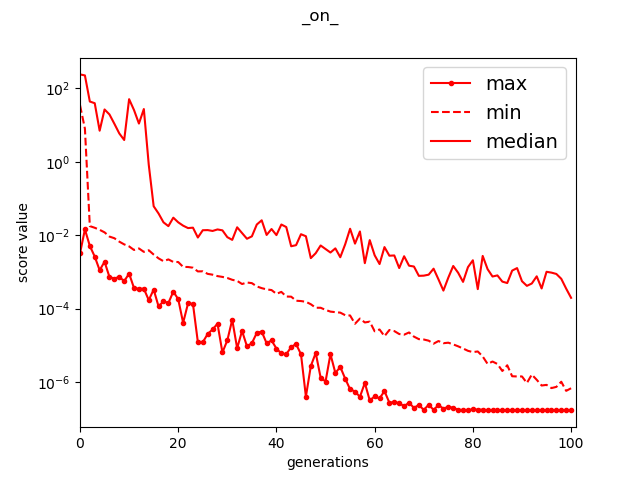 _on_
max
min
median
score value
10²
10⁰
10⁻²
10⁻⁴
10⁻⁶
0 20 40 60 80 100
generations